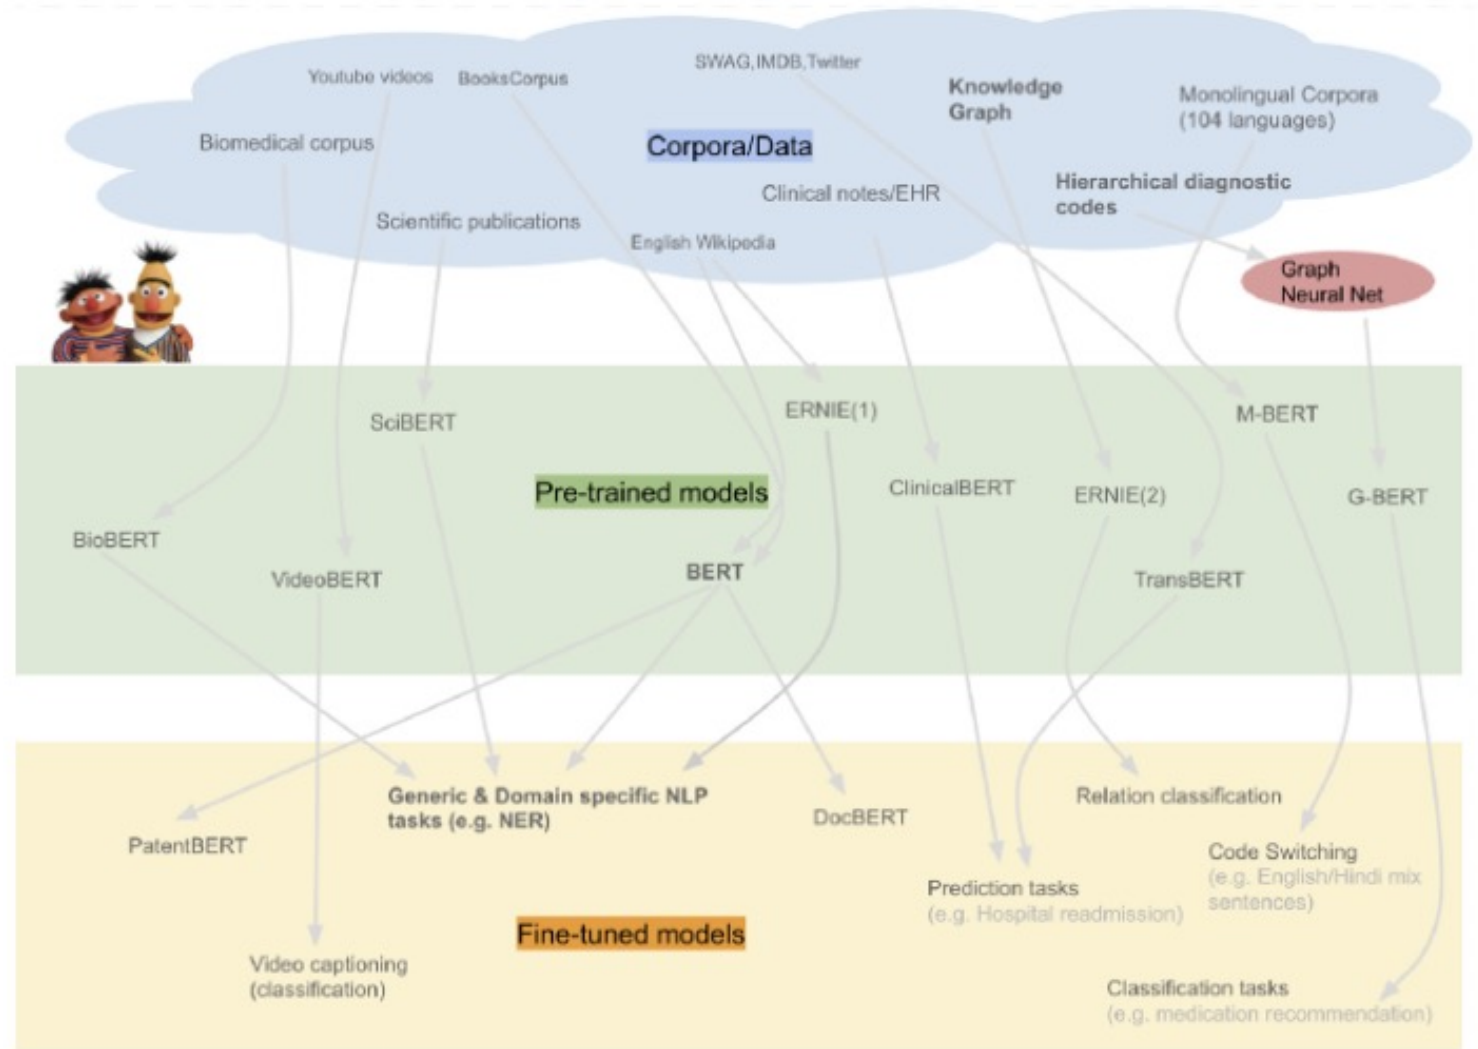 SWAG,IMDB,Twitter
Youtube videos
BooksCorpus
Knowledge
Graph
Monolingual Corpora
(104 languages)
Biomedical corpus
Corpora/Data
Hierarchical diagnostic
codes
Clinical notes/EHR
Scientific publications
English Wikipedia
Graph
Neural Net
SciBERT
ERNIE(1)
M-BERT
Pre-trained models
ClinicalBERT
ERNIE(2)
G-BERT
BioBERT
VideoBERT
BERT
TransBERT
Generic & Domain specific NLP
tasks (e.g. NER)
Relation classification
DocBERT
PatentBERT
Code Switching
(e.g. English/Hindi mix
sentences)
Prediction tasks
(e.g. Hospital readmission)
Fine-tuned models
Video captioning
(classification)
Classification tasks
(e.g. medication recommendation)